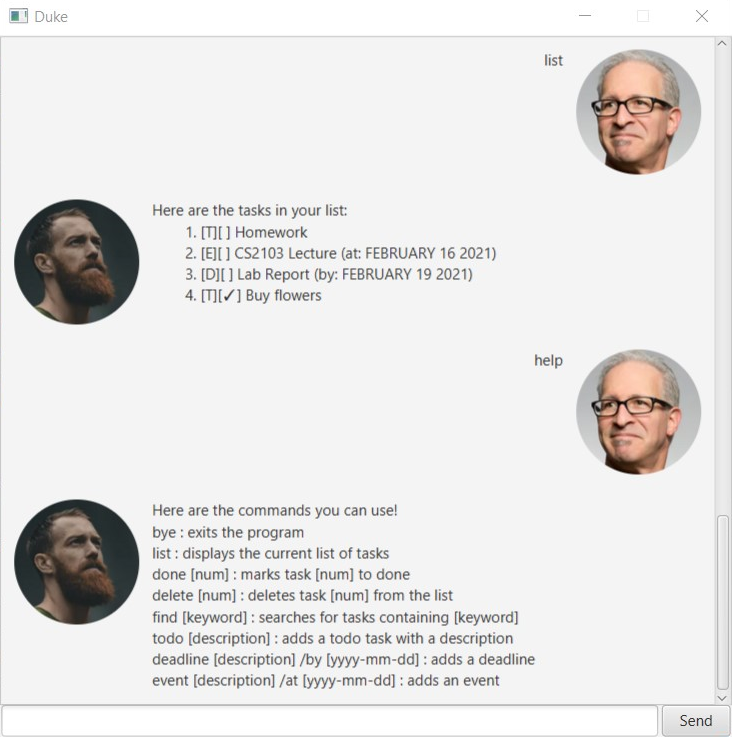 Duke
list
Here are the tasks in your list:
1. [T][ ] Homework
2. [E][ ] CS2103 Lecture (at: FEBRUARY 16 2021)
3. [D][ ] Lab Report (by: FEBRUARY 19 2021)
4. [T][✓] Buy flowers
help
Here are the commands you can use!
bye : exits the program
list : displays the current list of tasks
done [num] : marks task [num] to done
delete [num] : deletes task [num] from the list
find [keyword] : searches for tasks containing [keyword]
todo [description] : adds a todo task with a description
deadline [description] /by [yyyy-mm-dd] : adds a deadline
event [description] /at [yyyy-mm-dd] : adds an event
Send